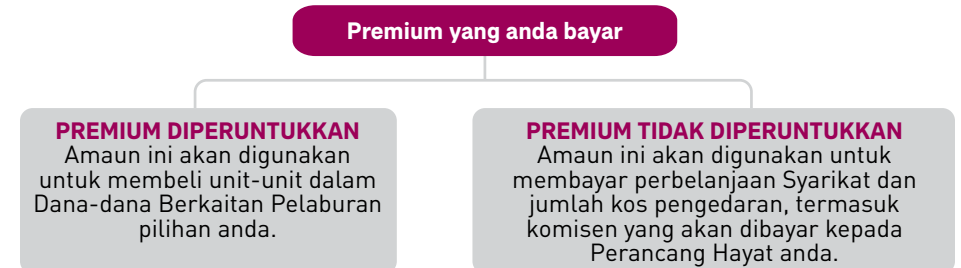 Premium yang anda bayar
PREMIUM DIPERUNTUKKAN
Amaun ini akan digunakan
untuk membeli unit-unit dalam
Dana-dana Berkaitan Pelaburan
pilihan anda.
PREMIUM TIDAK DIPERUNTUKKAN
Amaun ini akan digunakan untuk
membayar perbelanjaan Syarikat dan
jumlah kos pengedaran, termasuk
komisen yang akan dibayar kepada
Perancang Hayat anda.